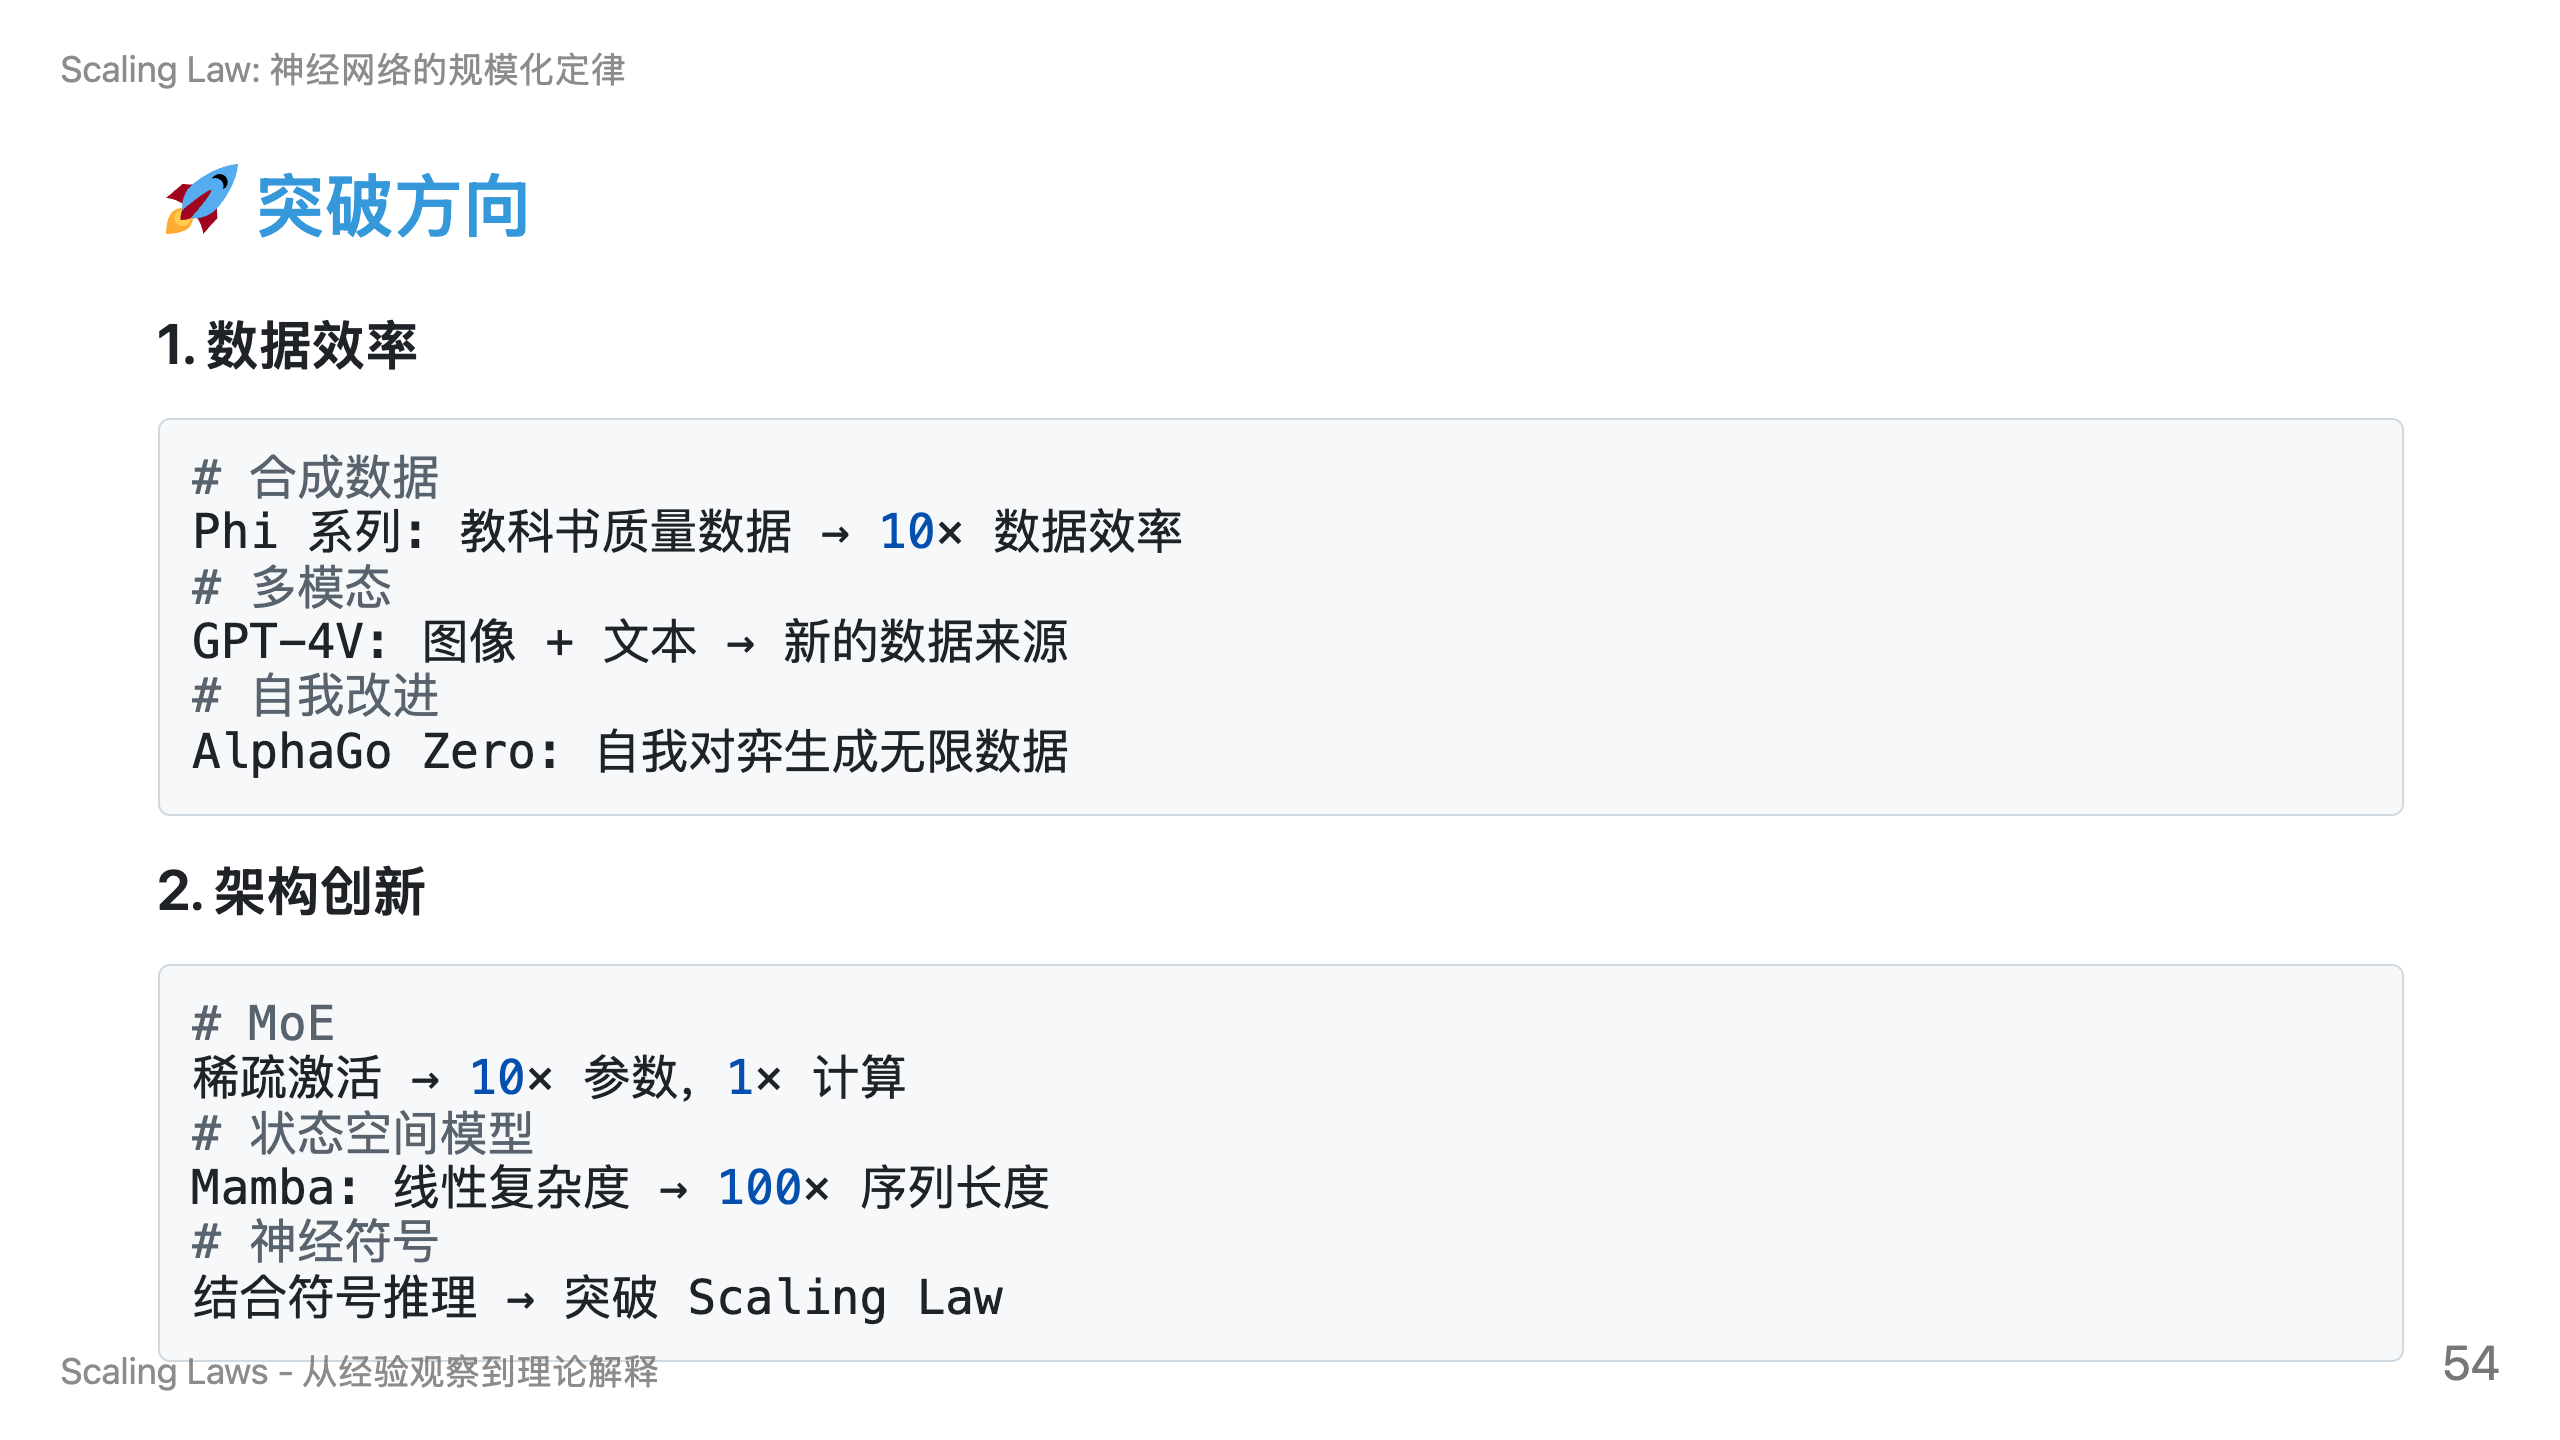 Scaling Law: 神经网络的规模化定律
🚀 突破方向
1. 数据效率
# 合成数据
Phi 系列: 教科书质量数据 → 10× 数据效率
# 多模态
GPT-4V: 图像 + 文本 → 新的数据来源
# 自我改进
AlphaGo Zero: 自我对弈生成无限数据
2. 架构创新
# MoE
稀疏激活 → 10× 参数, 1× 计算
# 状态空间模型
Mamba: 线性复杂度 → 100× 序列长度
# 神经符号
结合符号推理 → 突破 Scaling Law
Scaling Laws - 从经验观察到理论解释
54